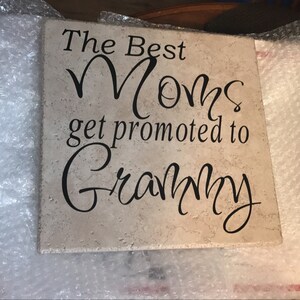 The Best
Moms
get promoted to
Grammy